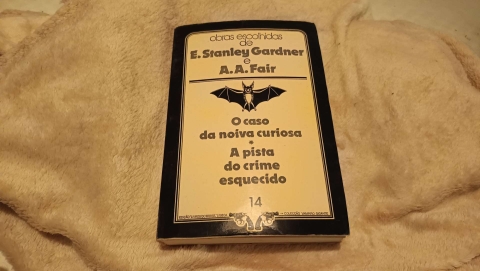 obras escolhidas
de
E. Stanley Gardner
e
A.A. Fair
O caso
da noiva curiosa
A pista
do crime
esquecido
14